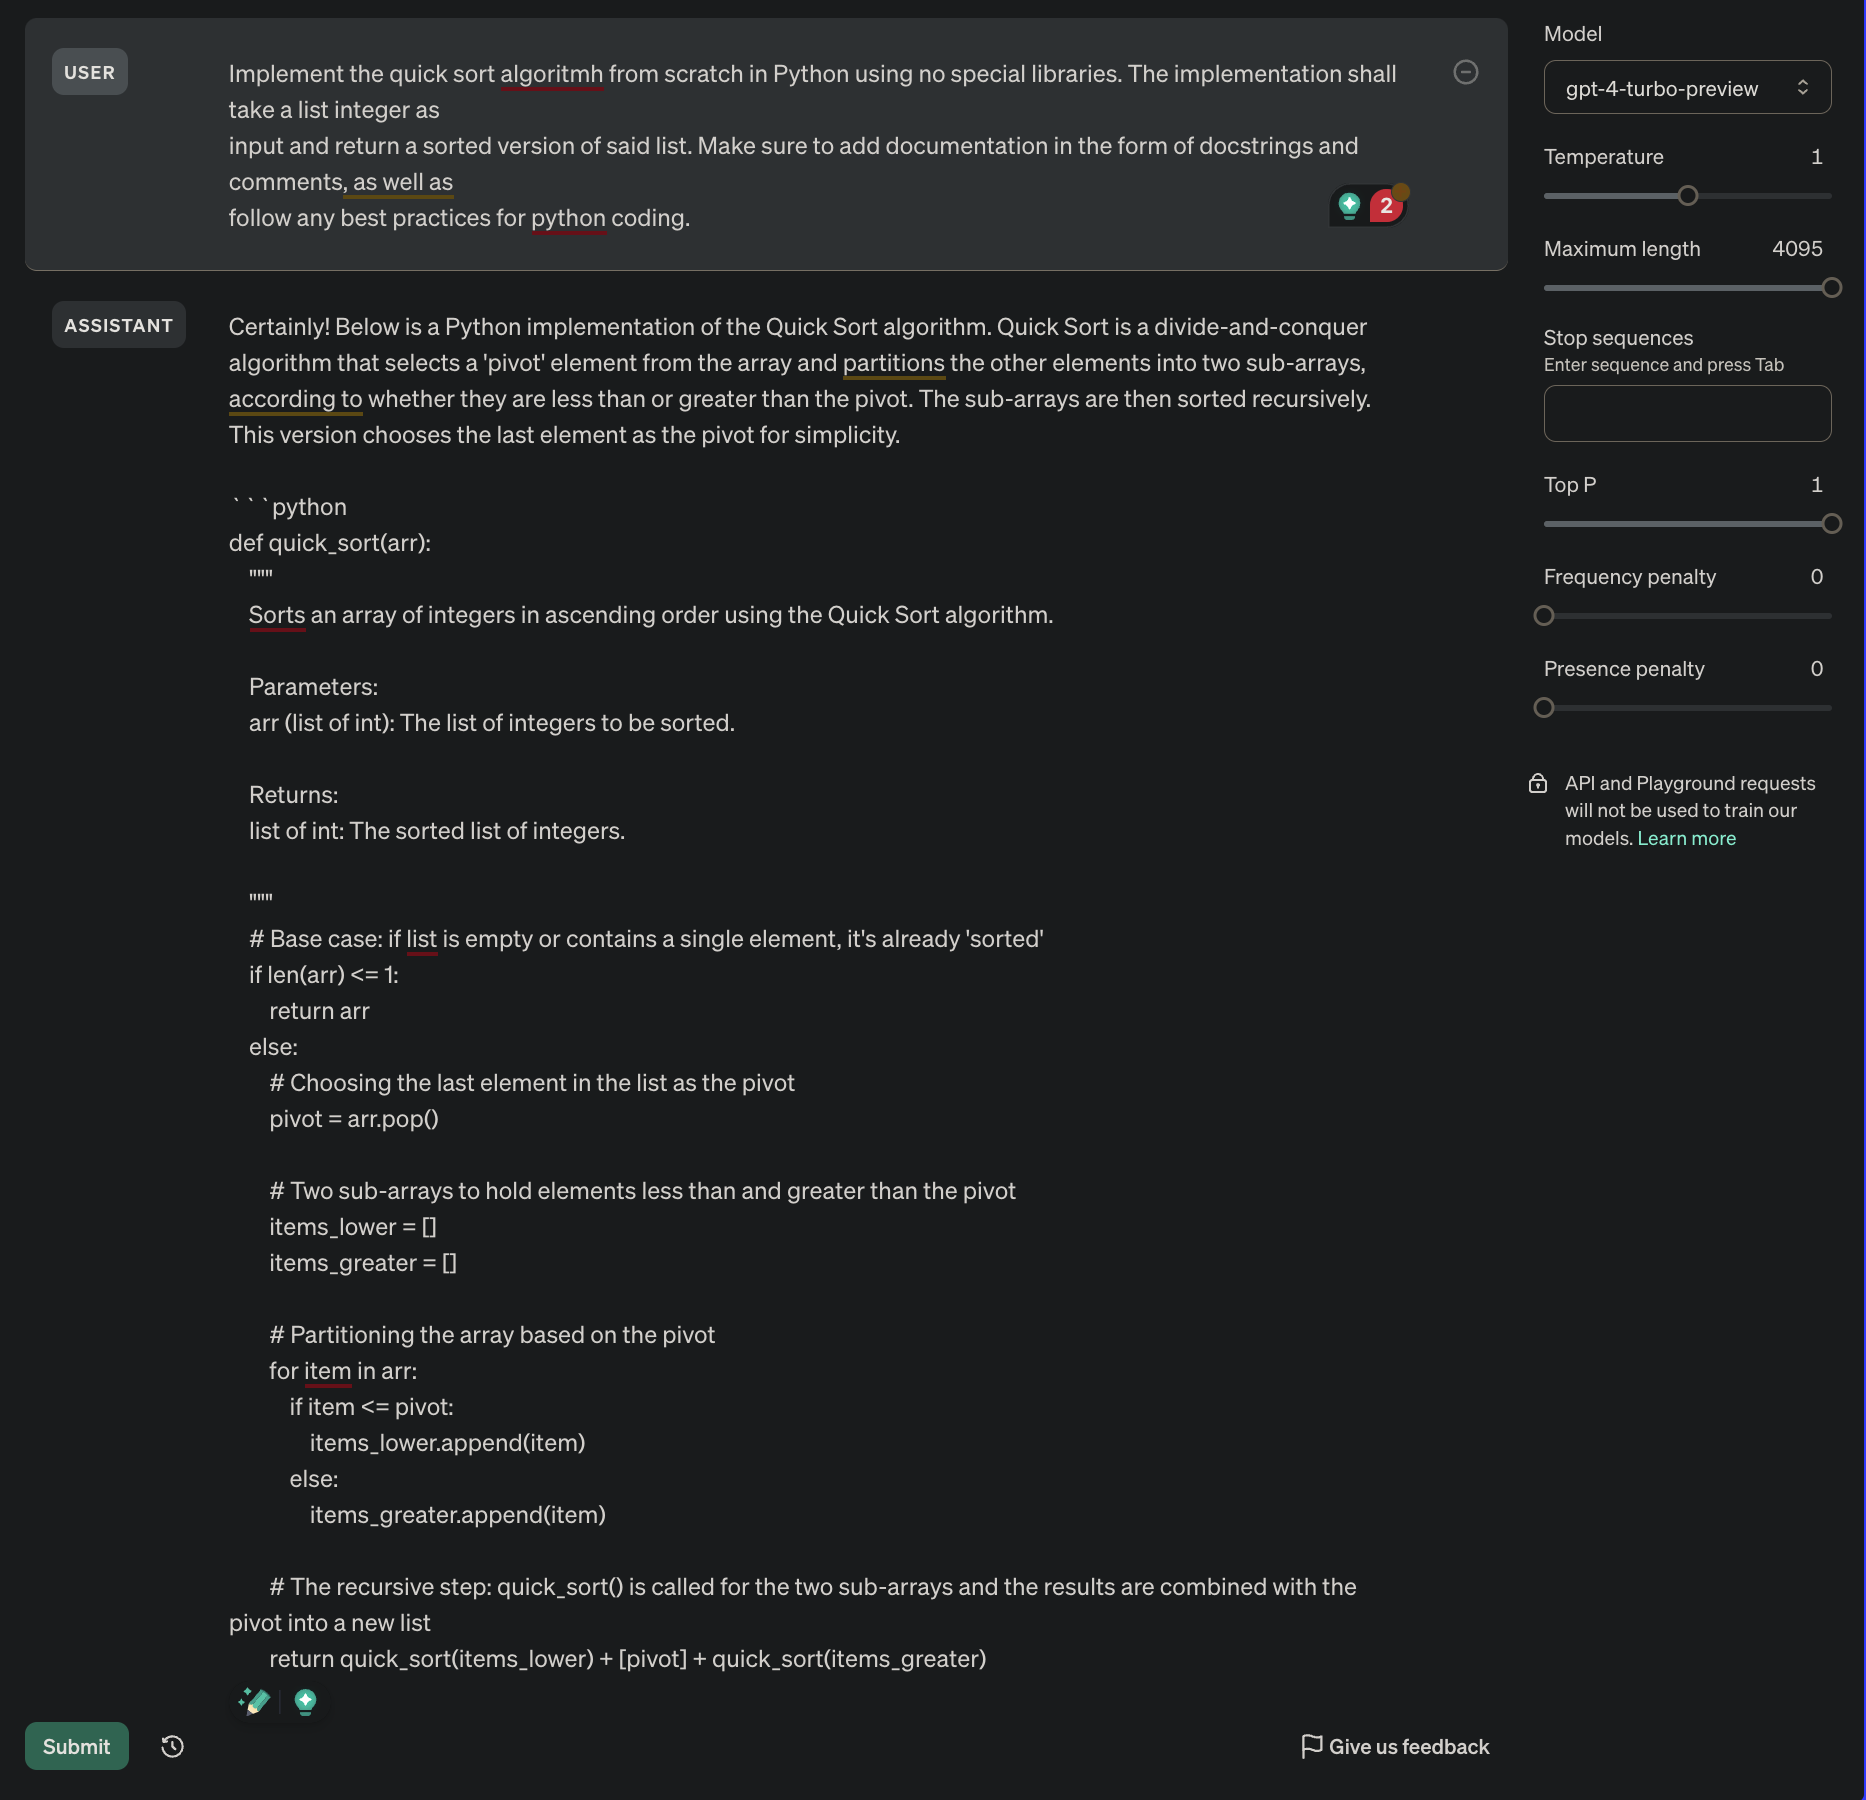 USER
Implement the quick sort algoritmh from scratch in Python using no special libraries. The implementation shall
take a list integer as
input and return a sorted version of said list. Make sure to add documentation in the form of docstrings and
comments, as well as
follow any best practices for python coding.
2
ASSISTANT
Certainly! Below is a Python implementation of the Quick Sort algorithm. Quick Sort is a divide-and-conquer
algorithm that selects a 'pivot' element from the array and partitions the other elements into two sub-arrays,
according to whether they are less than or greater than the pivot. The sub-arrays are then sorted recursively.
This version chooses the last element as the pivot for simplicity.
```python
def quick_sort(arr):
"""
Sorts an array of integers in ascending order using the Quick Sort algorithm.
Parameters:
arr (list of int): The list of integers to be sorted.
Returns:
list of int: The sorted list of integers.
"""
# Base case: if list is empty or contains a single element, it's already 'sorted'
if len(arr) <= 1:
return arr
else:
# Choosing the last element in the list as the pivot
pivot = arr.pop()
# Two sub-arrays to hold elements less than and greater than the pivot
items_lower = []
items_greater = []
# Partitioning the array based on the pivot
for item in arr:
if item <= pivot:
items_lower.append(item)
else:
items_greater.append(item)
# The recursive step: quick_sort() is called for the two sub-arrays and the results are combined with the
pivot into a new list
return quick_sort(items_lower) + [pivot] + quick_sort(items_greater)
Submit
Give us feedback
Model
gpt-4-turbo-preview
Temperature 1
Maximum length 4095
Stop sequences
Enter sequence and press Tab
Top P 1
Frequency penalty 0
Presence penalty 0
API and Playground requests
will not be used to train our
models. Learn more